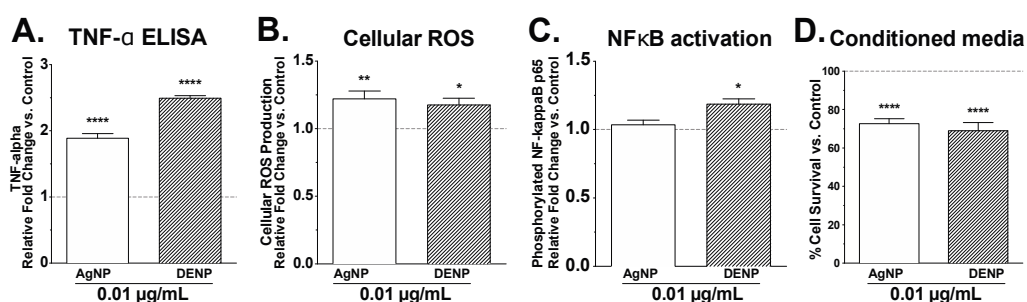 A. TNF-α ELISA
TNF-alpha
Relative Fold Change vs. Control
3
2
1
0
****
****
AgNP DENP
0.01 µg/mL
B. Cellular ROS
Cellular ROS Production
Relative Fold Change vs. Control
1.5
1.0
0.5
0.0
**
*
AgNP DENP
0.01 µg/mL
C. NFκB activation
Phosphorylated NF-kappaB p65
Relative Fold Change vs. Control
1.5
1.0
0.5
0.0
*
AgNP DENP
0.01 µg/mL
D. Conditioned media
% Cell Survival vs. Control
100
80
60
40
20
0
****
****
AgNP DENP
0.01 µg/mL